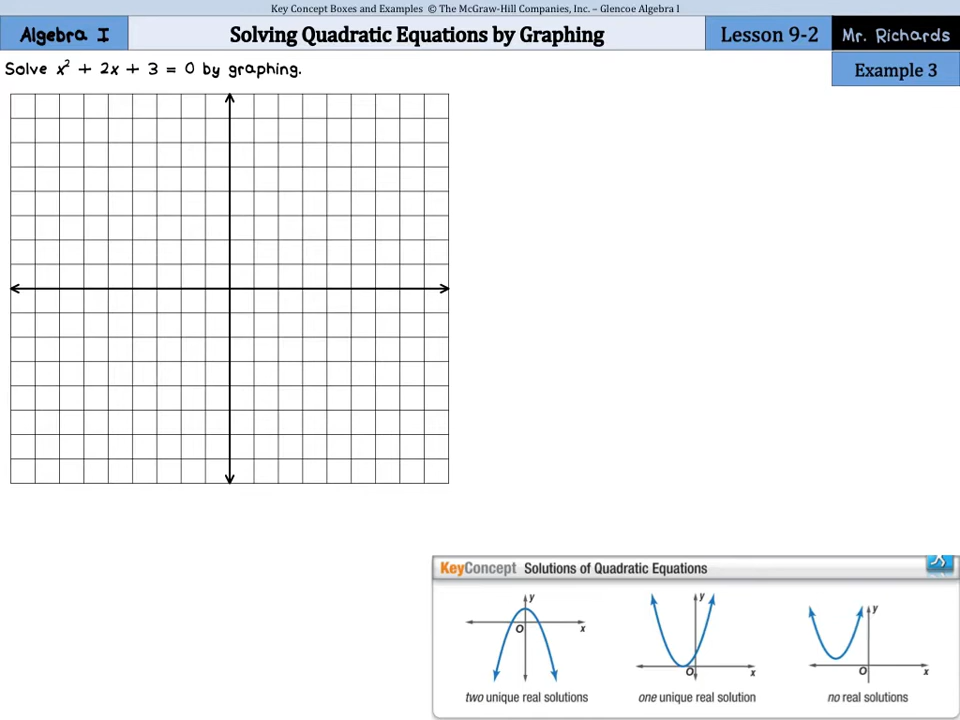 Key Concept Boxes and Examples © The McGraw-Hill Companies, Inc. – Glencoe Algebra I
Algebra I
Solving Quadratic Equations by Graphing
Lesson 9-2
Mr. Richards
Example 3
Solve x² + 2x + 3 = 0 by graphing.
KeyConcept Solutions of Quadratic Equations
y
O
x
two unique real solutions
y
O
x
one unique real solution
y
O
x
no real solutions